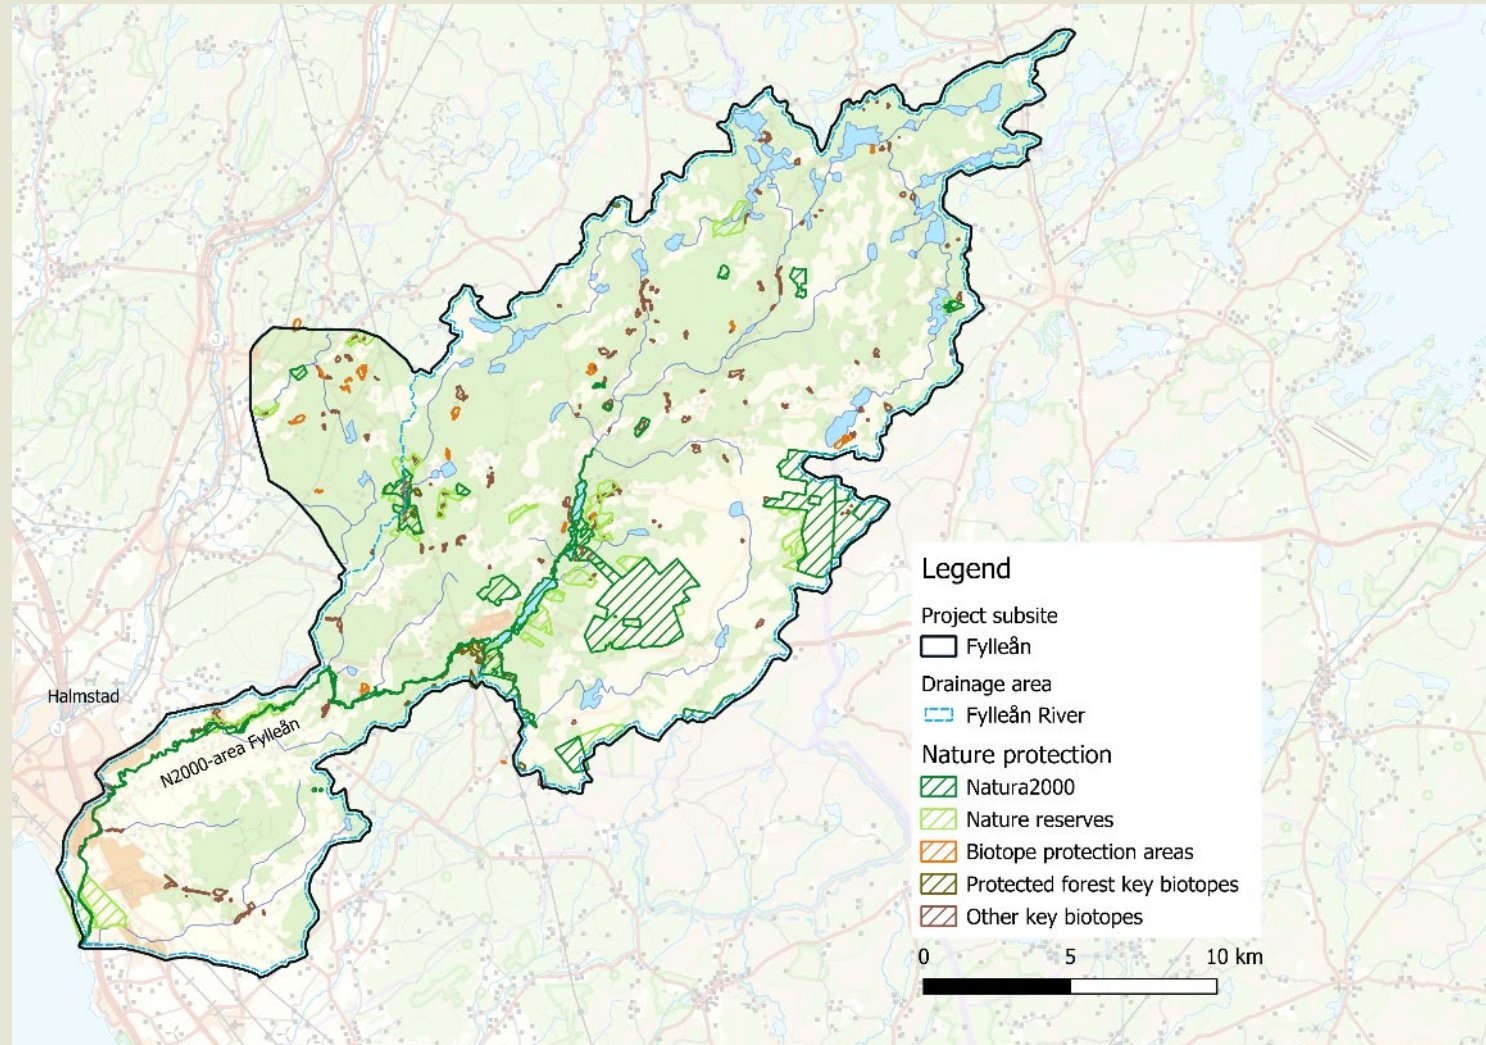 Halmstad
N2000-area Fylleån
Legend
Project subsite
Fylleån
Drainage area
Fylleån River
Nature protection
Natura2000
Nature reserves
Biotope protection areas
Protected forest key biotopes
Other key biotopes
0 5 10 km